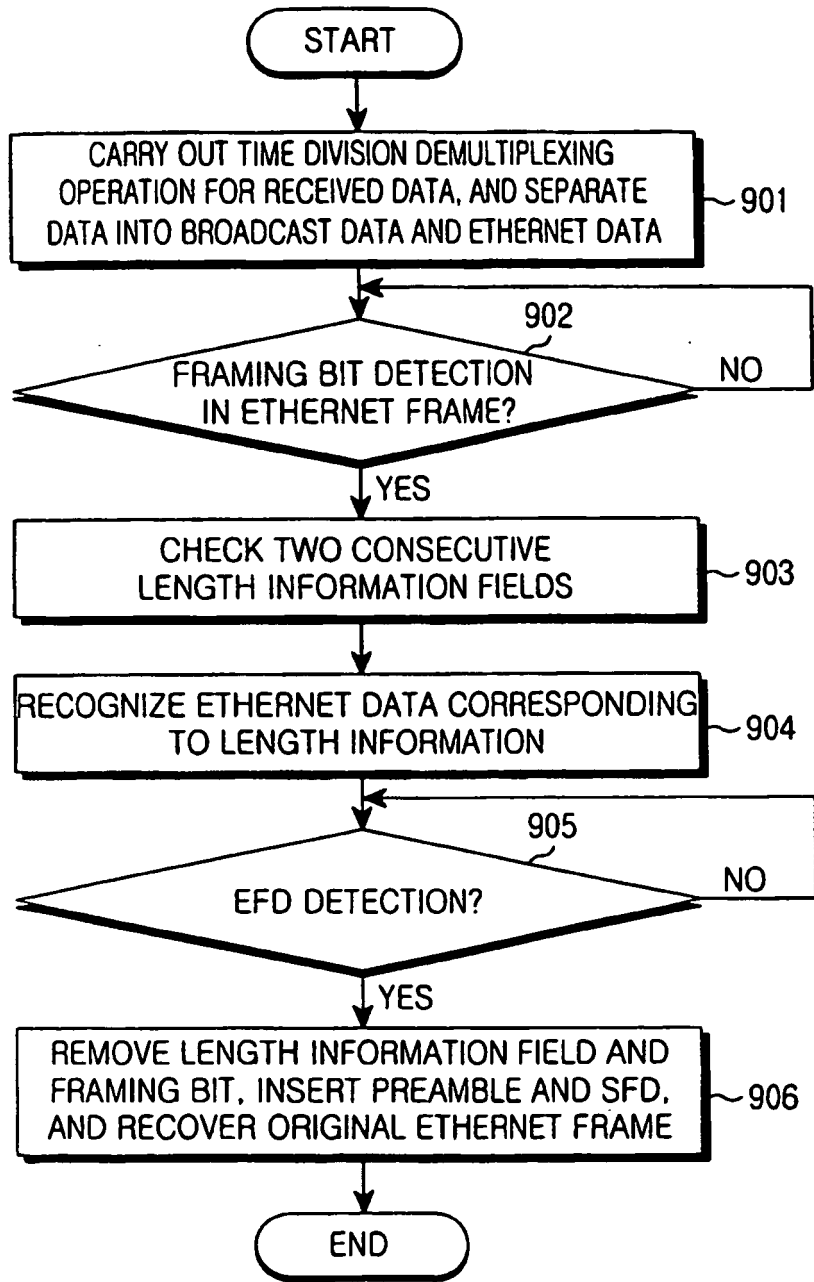 START
CARRY OUT TIME DIVISION DEMULTIPLEXING
OPERATION FOR RECEIVED DATA, AND SEPARATE
DATA INTO BROADCAST DATA AND ETHERNET DATA
901
902
FRAMING BIT DETECTION
IN ETHERNET FRAME?
NO
YES
CHECK TWO CONSECUTIVE
LENGTH INFORMATION FIELDS
903
RECOGNIZE ETHERNET DATA CORRESPONDING
TO LENGTH INFORMATION
904
905
EFD DETECTION?
NO
YES
REMOVE LENGTH INFORMATION FIELD AND
FRAMING BIT, INSERT PREAMBLE AND SFD,
AND RECOVER ORIGINAL ETHERNET FRAME
906
END